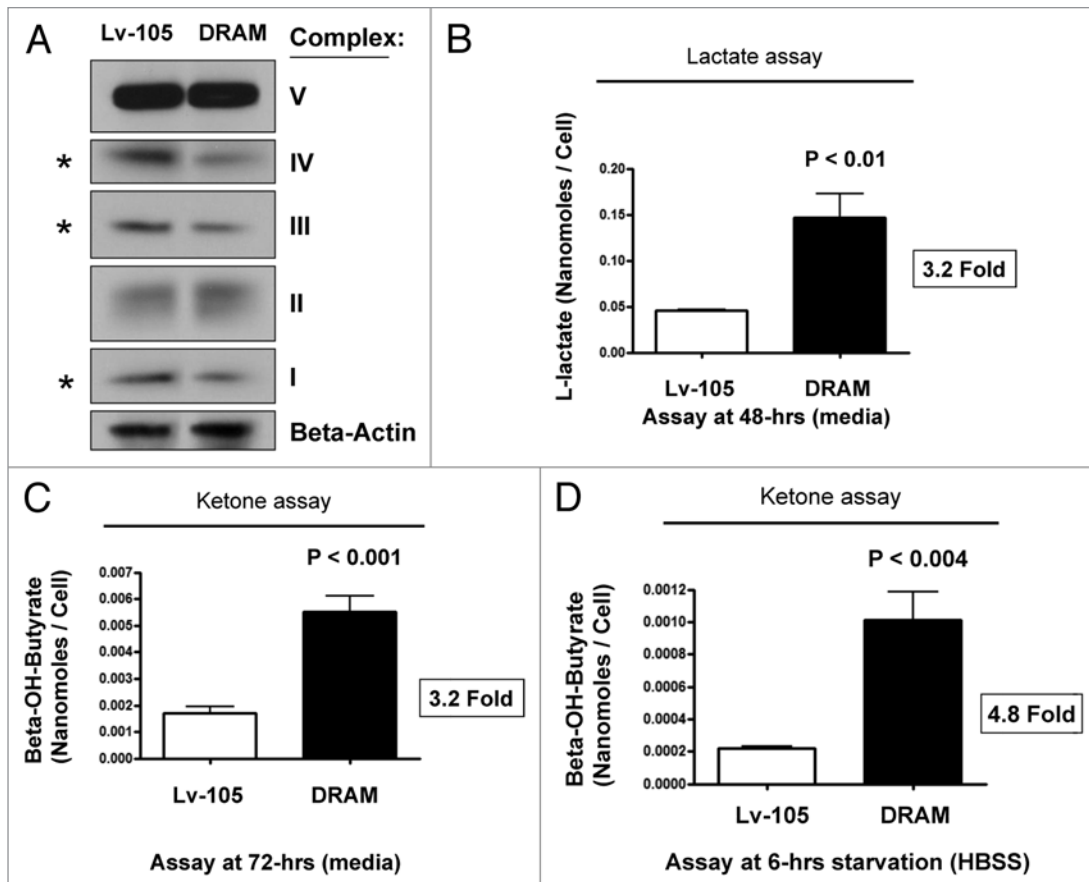 A
Lv-105 DRAM Complex:
V
* IV
* III
II
* I
Beta-Actin
B
Lactate assay
L-lactate (Nanomoles / Cell)
0.20
0.15
0.10
0.05
0.00
P < 0.01
3.2 Fold
Lv-105 DRAM
Assay at 48-hrs (media)
C
Ketone assay
Beta-OH-Butyrate
(Nanomoles / Cell)
0.007
0.006
0.005
0.004
0.003
0.002
0.001
0.000
P < 0.001
3.2 Fold
Lv-105 DRAM
Assay at 72-hrs (media)
D
Ketone assay
Beta-OH-Butyrate
(Nanomoles / Cell)
0.0012
0.0010
0.0008
0.0006
0.0004
0.0002
0.0000
P < 0.004
4.8 Fold
Lv-105 DRAM
Assay at 6-hrs starvation (HBSS)